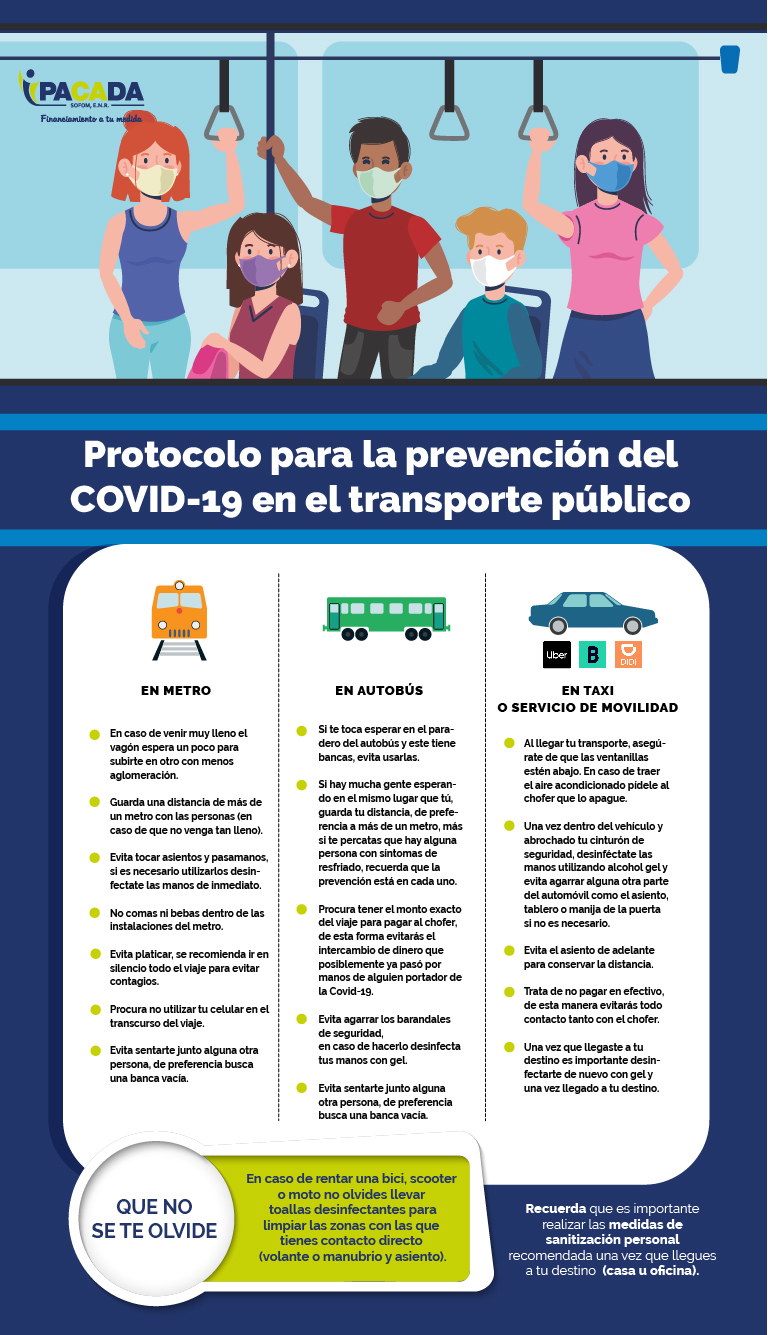 PACADA
SOFOM, E.N.R.
Financiamiento a tu medida
Protocolo para la prevención del
COVID-19 en el transporte público
EN METRO
En caso de venir muy lleno el
vagón espera un poco para
subirte en otro con menos
aglomeración.
Guarda una distancia de más de
un metro con las personas (en
caso de que no venga tan lleno).
Evita tocar asientos y pasamanos,
si es necesario utilizarlos desin-
fectate las manos de inmediato.
No comas ni bebas dentro de las
instalaciones del metro.
Evita platicar, se recomienda ir en
silencio todo el viaje para evitar
contagios.
Procura no utilizar tu celular en el
transcurso del viaje.
Evita sentarte junto alguna otra
persona, de preferencia busca
una banca vacía.
EN AUTOBÚS
Si te toca esperar en el para-
dero del autobús y este tiene
bancas, evita usarlas.
Si hay mucha gente esperan-
do en el mismo lugar que tú,
guarda tu distancia, de prefe-
rencia a más de un metro, más
si te percatas que hay alguna
persona con síntomas de
resfriado, recuerda que la
prevención está en cada uno.
Procura tener el monto exacto
del viaje para pagar al chofer,
de esta forma evitarás el
intercambio de dinero que
posiblemente ya pasó por
manos de alguien portador de
la Covid-19.
Evita agarrar los barandales
de seguridad,
en caso de hacerlo desinfecta
tus manos con gel.
Evita sentarte junto alguna
otra persona, de preferencia
busca una banca vacía.
Uber
B
DiDi
EN TAXI
O SERVICIO DE MOVILIDAD
Al llegar tu transporte, asegú-
rate de que las ventanillas
estén abajo. En caso de traer
el aire acondicionado pídele al
chofer que lo apague.
Una vez dentro del vehículo y
abrochado tu cinturón de
seguridad, desinféctate las
manos utilizando alcohol gel y
evita agarrar alguna otra parte
del automóvil como el asiento,
tablero o manija de la puerta
si no es necesario.
Evita el asiento de adelante
para conservar la distancia.
Trata de no pagar en efectivo,
de esta manera evitarás todo
contacto tanto con el chofer.
Una vez que llegaste a tu
destino es importante desin-
fectarte de nuevo con gel y
una vez llegado a tu destino.
QUE NO
SE TE OLVIDE
En caso de rentar una bici, scooter
o moto no olvides llevar
toallas desinfectantes para
limpiar las zonas con las que
tienes contacto directo
(volante o manubrio y asiento).
Recuerda que es importante
realizar las medidas de
sanitización personal
recomendada una vez que llegues
a tu destino (casa u oficina).